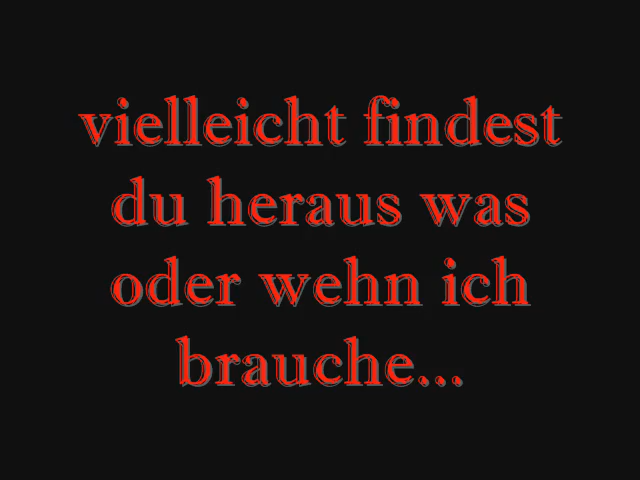 vielleicht findest
du heraus was
oder wehn ich
brauche...